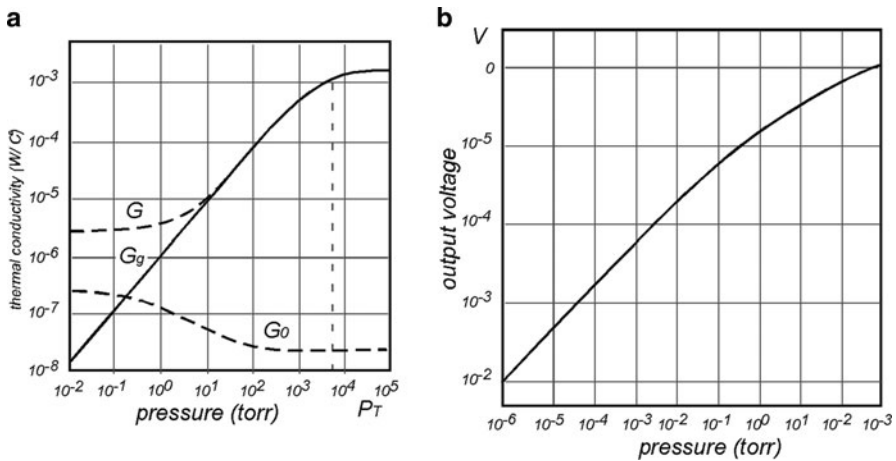 a
thermal conductivity (W/C)
10-3
10-4
10-5
10-6
10-7
10-8
G
Gg
G0
10-2 10-1 100 101 102 103 104 105
pressure (torr) PT
b
V
output voltage
0
10-5
10-4
10-3
10-2
10-6 10-5 10-4 10-3 10-2 10-1 100 101 10-2 10-3
pressure (torr)